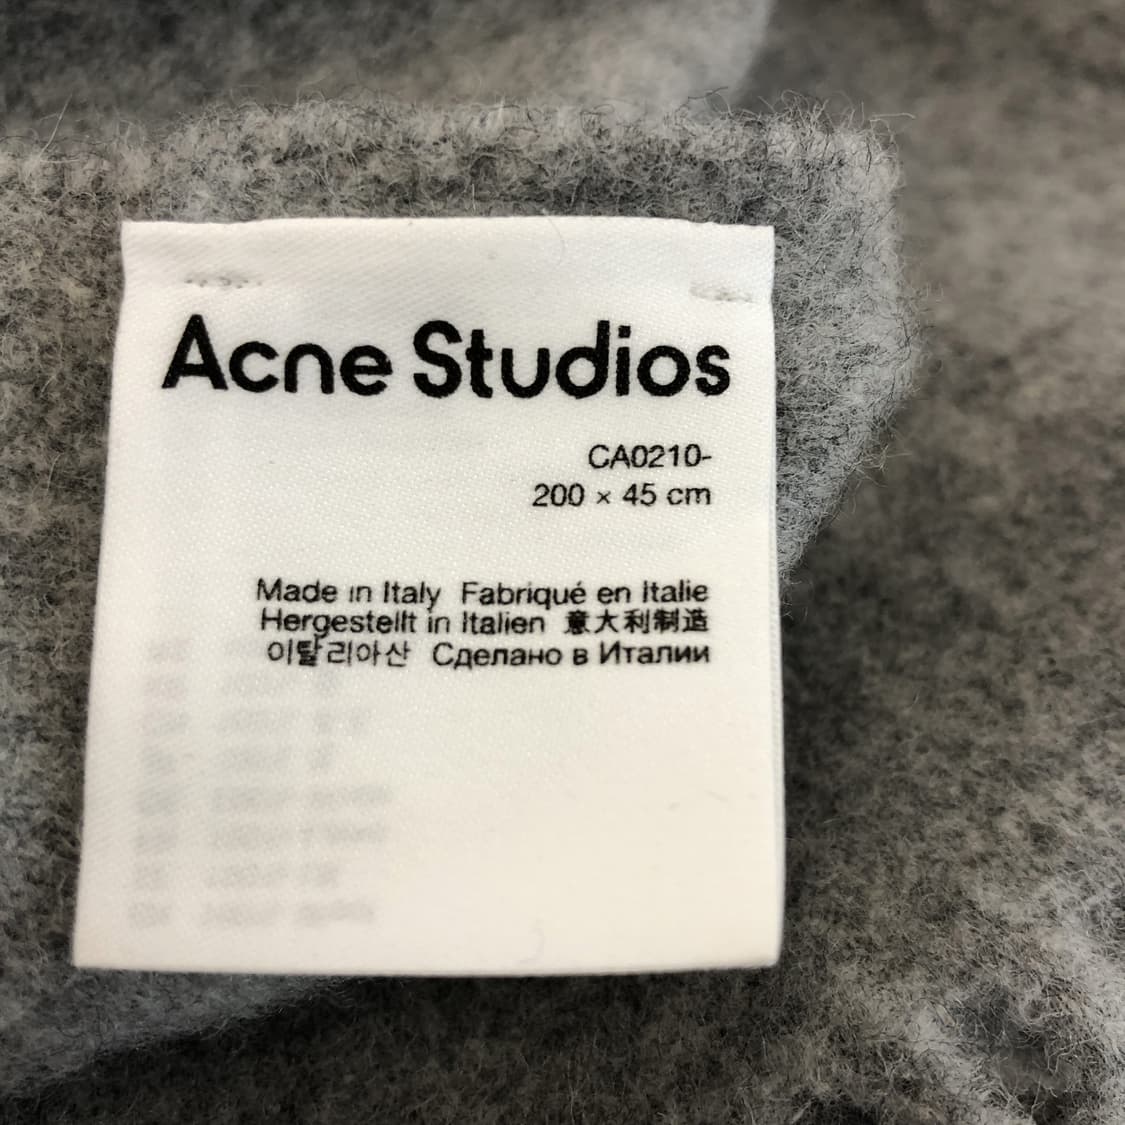 Acne Studios
CA0210-
200 × 45 cm
Made in Italy Fabriqué en Italie
Hergestellt in Italien 意大利制造
이탈리아산 Сделано в Италии